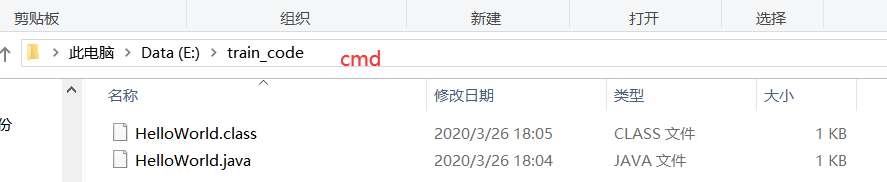 剪贴板 组织 新建 打开 选择
此电脑 Data (E:) train_code cmd
名称 修改日期 类型 大小
份 HelloWorld.class 2020/3/26 18:05 CLASS 文件 1 KB
HelloWorld.java 2020/3/26 18:04 JAVA 文件 1 KB